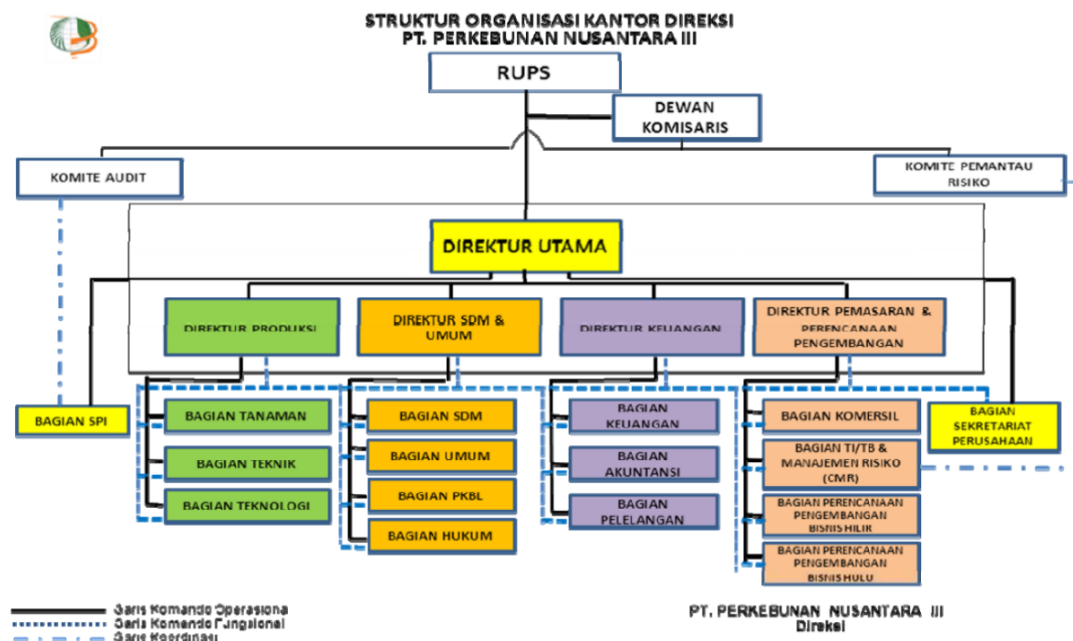 STRUKTUR ORGANISASI KANTOR DIREKSI
PT. PERKEBUNAN NUSANTARA III
RUPS
DEWAN
KOMISARIS
KOMITE AUDIT
KOMITE PEMANTAU
RISIKO
DIREKTUR UTAMA
DIREKTUR PRODUKSI
DIREKTUR SDM &
UMUM
DIREKTUR KEUANGAN
DIREKTUR PEMASARAN &
PERENCANAAN
PENGEMBANGAN
BAGIAN SPI
BAGIAN TANAMAN
BAGIAN TEKNIK
BAGIAN TEKNOLOGI
BAGIAN SDM
BAGIAN UMUM
BAGIAN PKBL
BAGIAN HUKUM
BAGIAN
KEUANGAN
BAGIAN
AKUNTANSI
BAGIAN
PELELANGAN
BAGIAN KOMERSIL
BAGIAN TI/TB &
MANAJEMEN RISIKO
(CMR)
BAGIAN PERENCANAAN
PENGEMBANGAN
BISNIS HILIR
BAGIAN PERENCANAAN
PENGEMBANGAN
BISNIS HULU
BAGIAN
SEKRETARIAT
PERUSAHAAN
Garis Komando Operasional
Garis Komando Fungsional
Garis Koordinasi
PT. PERKEBUNAN NUSANTARA III
Direksi